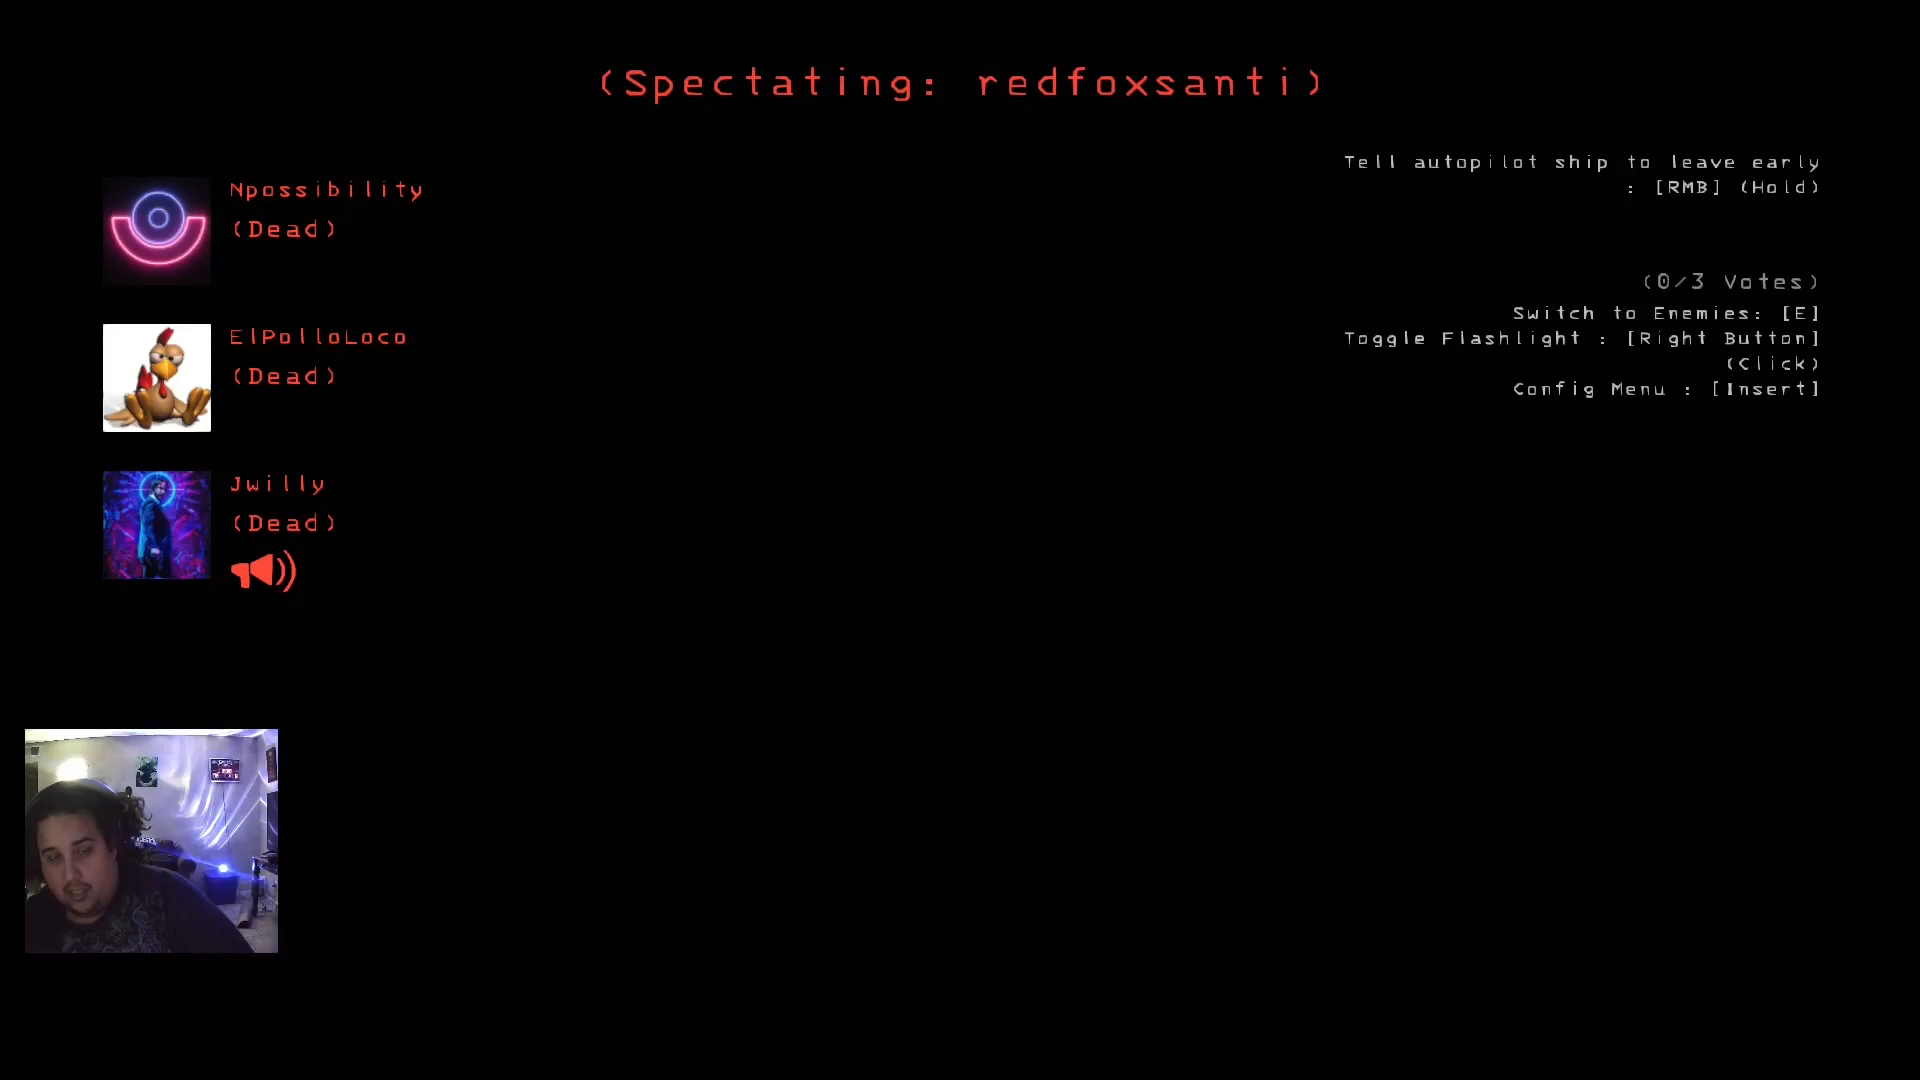 (Spectating: redfoxsanti)
Npossibility
(Dead)
ElPolloLoco
(Dead)
Jwilly
(Dead)
Tell autopilot ship to leave early
: [RMB] (Hold)
(0/3 Votes)
Switch to Enemies: [E]
Toggle Flashlight : [Right Button]
(Click)
Config Menu : [Insert]